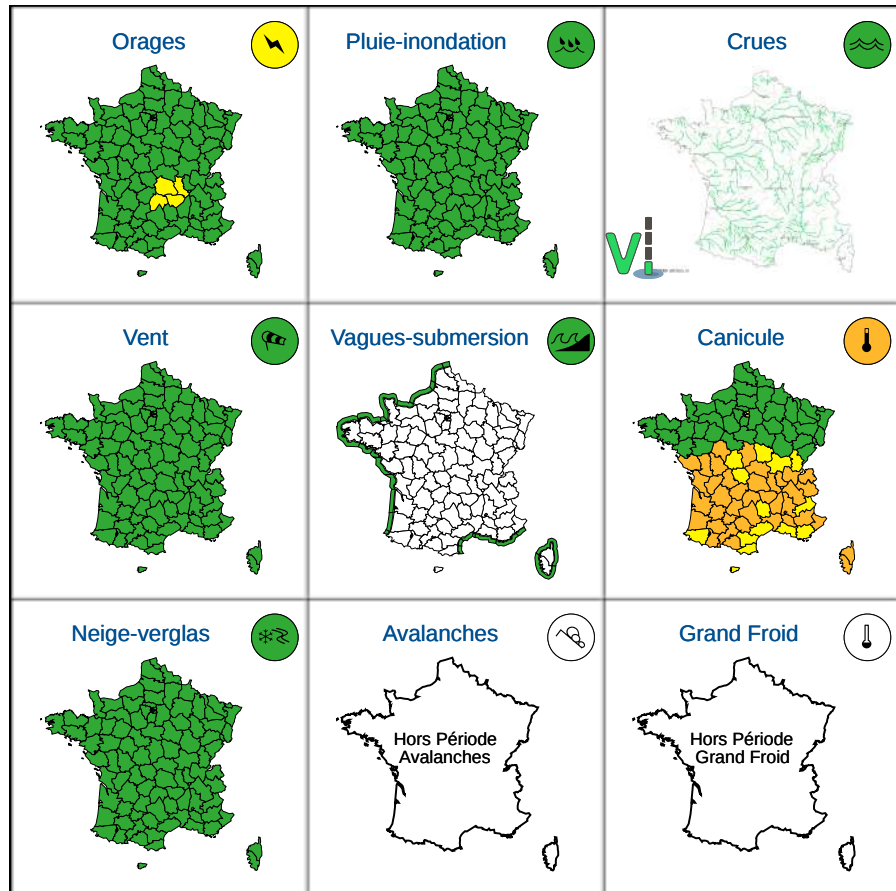 Orages
Pluie-inondation
Crues
Vent
Vagues-submersion
Canicule
Neige-verglas
Avalanches
Grand Froid
Hors Période
Avalanches
Hors Période
Grand Froid